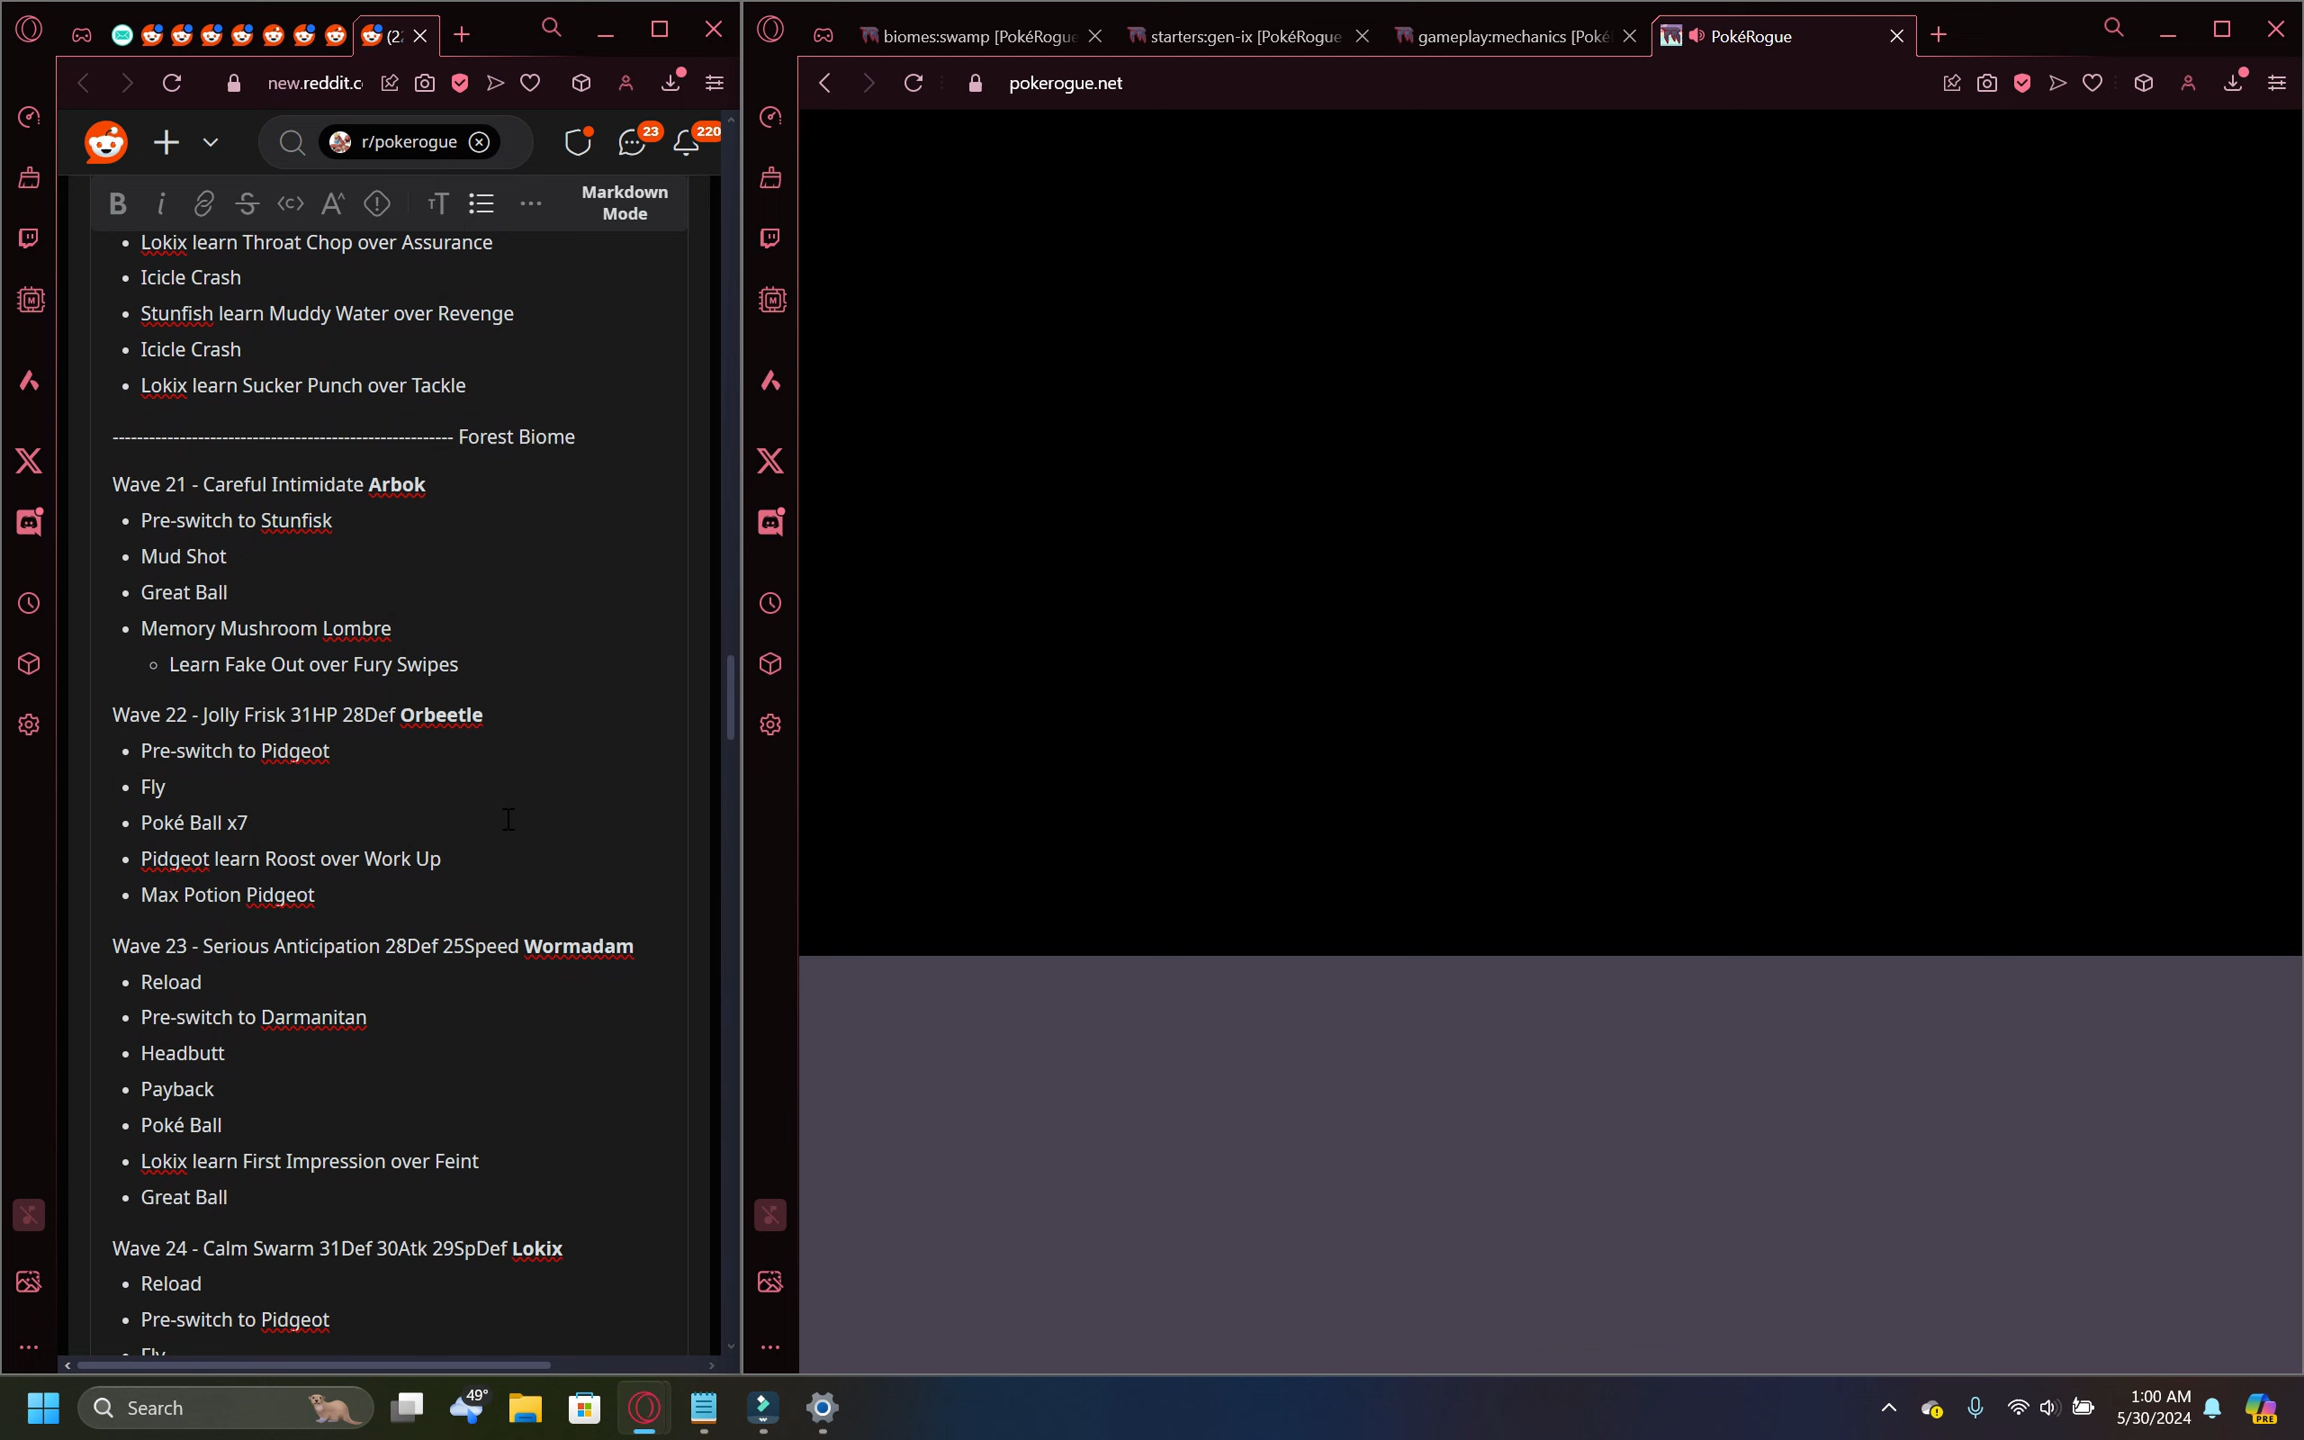 (2
biomes:swamp [PokéRogue
starters:gen-ix [PokéRogue
gameplay:mechanics [Poké
PokéRogue
new.reddit.c
pokerogue.net
r/pokerogue
23
220
Markdown
Mode
Lokix learn Throat Chop over Assurance
Icicle Crash
Stunfish learn Muddy Water over Revenge
Icicle Crash
Lokix learn Sucker Punch over Tackle
-------------------------------------------------------- Forest Biome
Wave 21 - Careful Intimidate Arbok
Pre-switch to Stunfisk
Mud Shot
Great Ball
Memory Mushroom Lombre
Learn Fake Out over Fury Swipes
Wave 22 - Jolly Frisk 31HP 28Def Orbeetle
Pre-switch to Pidgeot
Fly
Poké Ball x7
Pidgeot learn Roost over Work Up
Max Potion Pidgeot
Wave 23 - Serious Anticipation 28Def 25Speed Wormadam
Reload
Pre-switch to Darmanitan
Headbutt
Payback
Poké Ball
Lokix learn First Impression over Feint
Great Ball
Wave 24 - Calm Swarm 31Def 30Atk 29SpDef Lokix
Reload
Pre-switch to Pidgeot
Fly
Search
49°
1:00 AM
5/30/2024
PRE